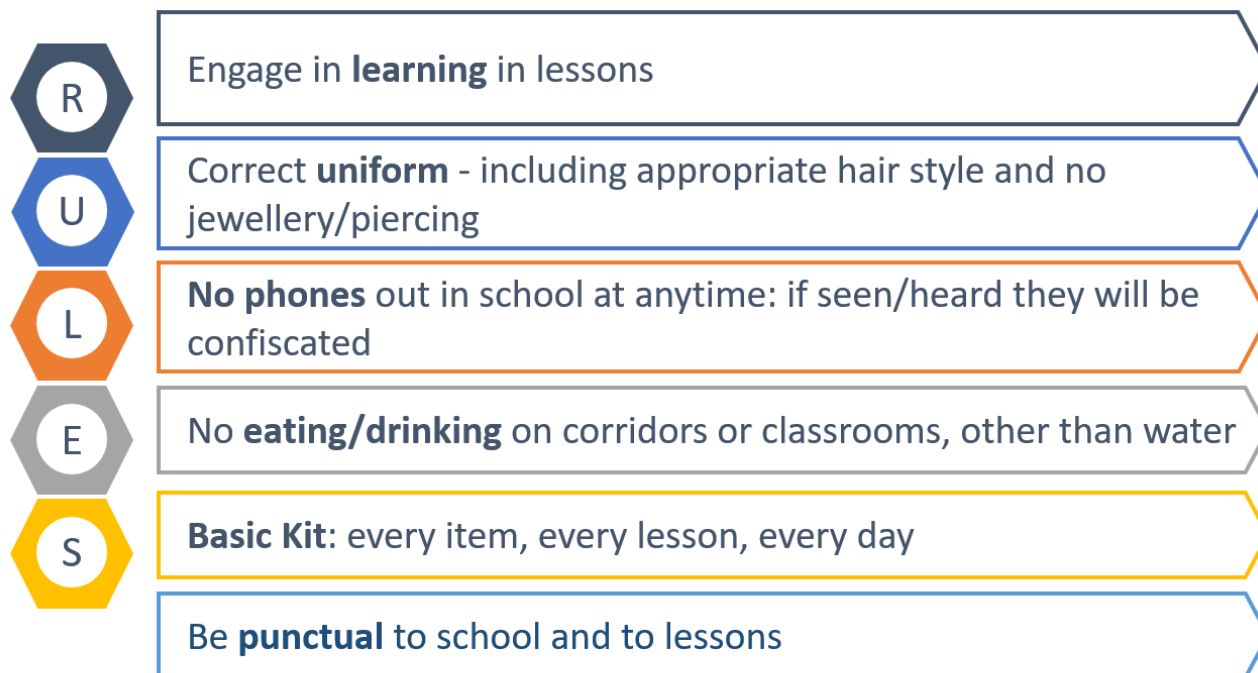 R
Engage in learning in lessons
U
Correct uniform - including appropriate hair style and no
jewellery/piercing
L
No phones out in school at anytime: if seen/heard they will be
confiscated
E
No eating/drinking on corridors or classrooms, other than water
S
Basic Kit: every item, every lesson, every day
Be punctual to school and to lessons